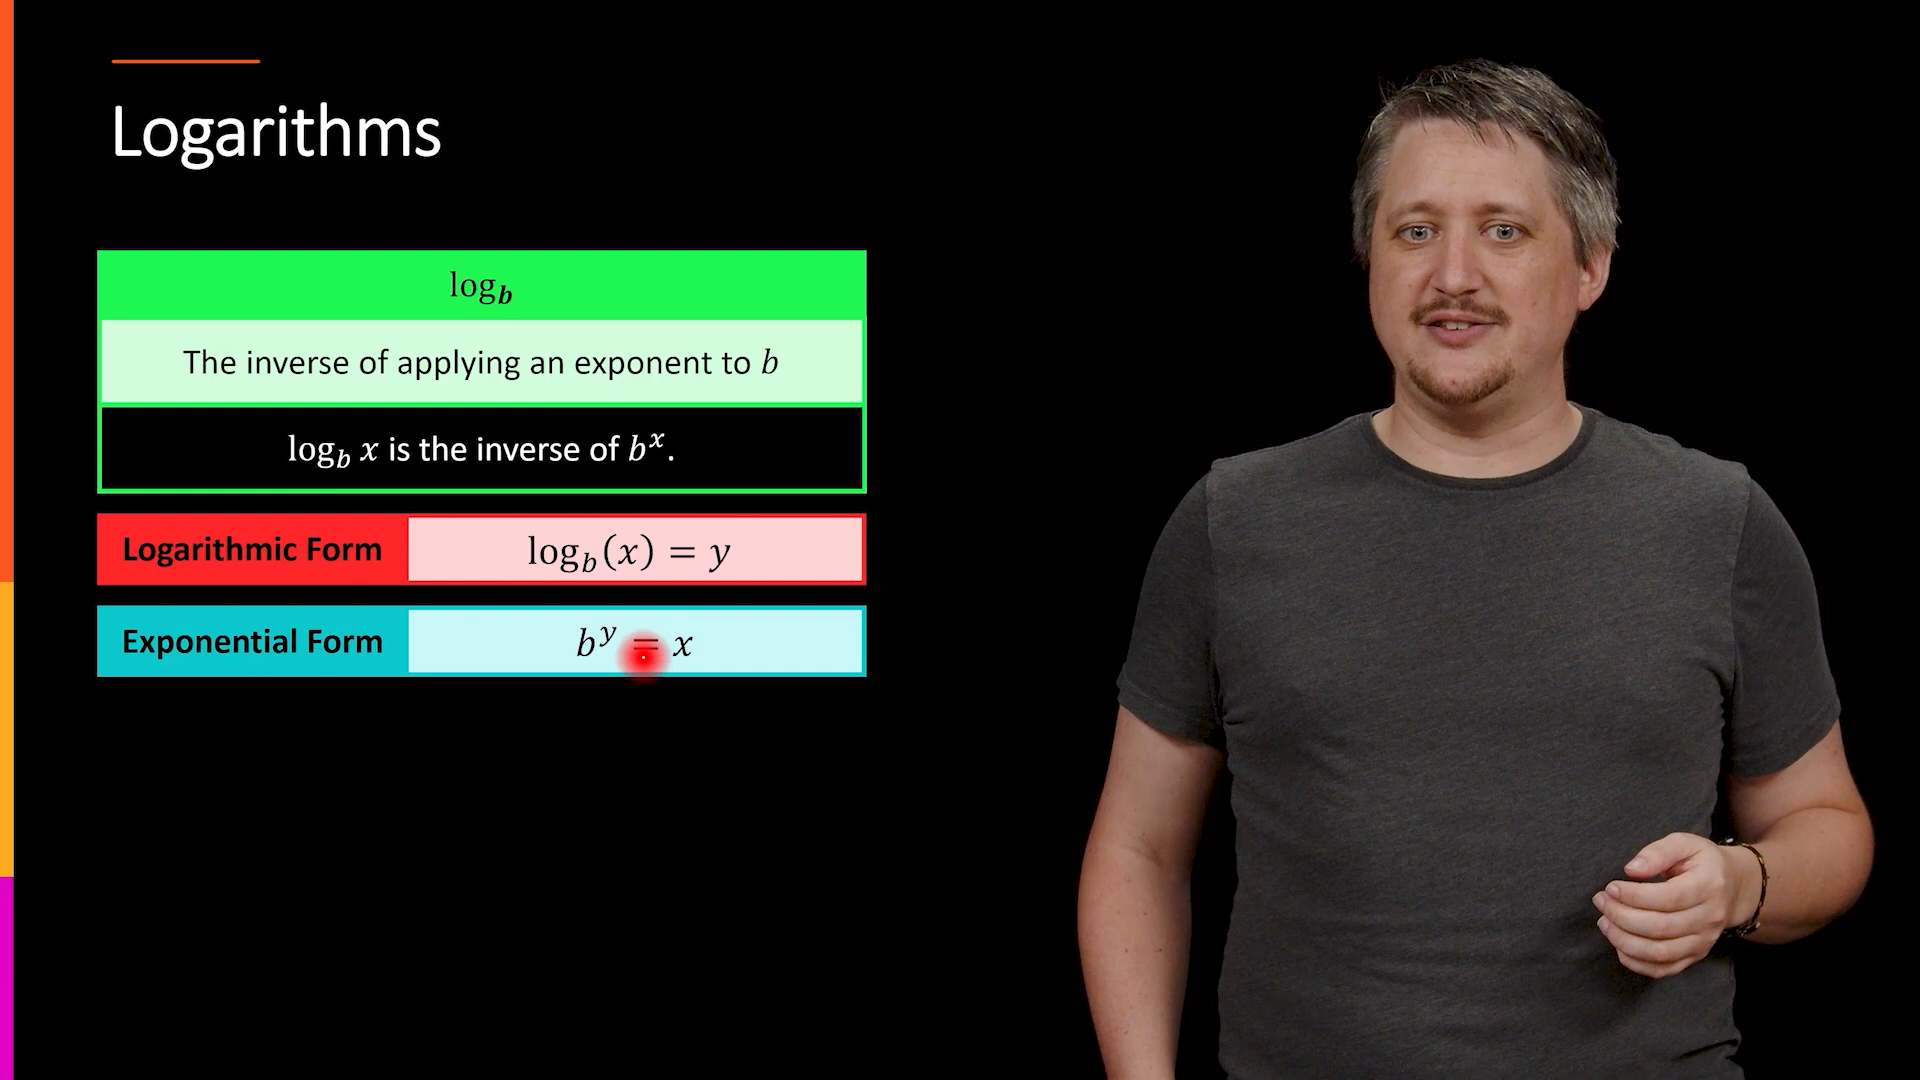 Logarithms
log_b
The inverse of applying an exponent to b
log_b x is the inverse of b^x.
Logarithmic Form log_b(x) = y
Exponential Form b^y = x